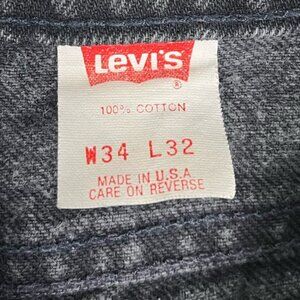 Levi's
®
100% COTTON
W34 L32
MADE IN U.S.A
CARE ON REVERSE